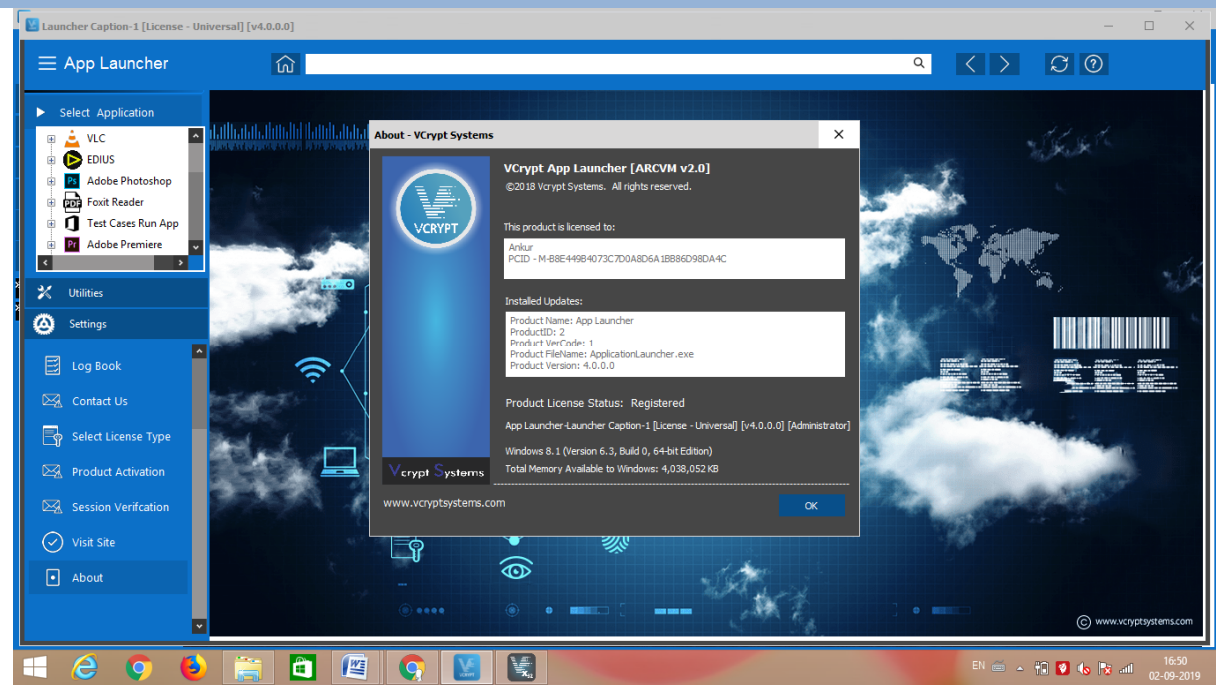 Launcher Caption-1 [License - Universal] [v4.0.0.0]
App Launcher
Select Application
VLC
EDIUS
Ps Adobe Photoshop
PDF Foxit Reader
Test Cases Run App
Pr Adobe Premiere
Utilities
Settings
Log Book
Contact Us
Select License Type
Product Activation
Session Verifcation
Visit Site
About
About - VCrypt Systems
VCRYPT
Vcrypt Systems
VCrypt App Launcher [ARCVM v2.0]
©2018 Vcrypt Systems. All rights reserved.
This product is licensed to:
Ankur
PCID - M-B8E449B4073C7D0A8D6A1BB86D98DA4C
Installed Updates:
Product Name: App Launcher
ProductID: 2
Product VerCode: 1
Product FileName: ApplicationLauncher.exe
Product Version: 4.0.0.0
Product License Status: Registered
App Launcher-Launcher Caption-1 [License - Universal] [v4.0.0.0] [Administrator]
Windows 8.1 (Version 6.3, Build 0, 64-bit Edition)
Total Memory Available to Windows: 4,038,052 KB
www.vcryptsystems.com
OK
© www.vcryptsystems.com
EN
16:50
02-09-2019